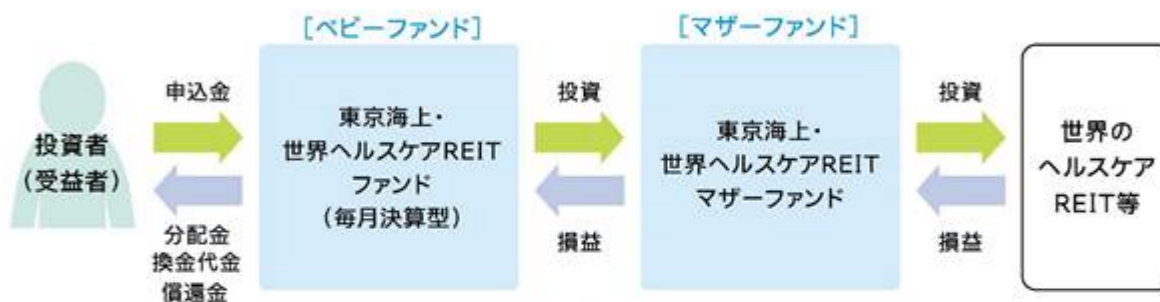 [ベビーファンド]
[マザーファンド]
投資者
(受益者)
申込金
分配金
換金代金
償還金
東京海上・
世界ヘルスケアREIT
ファンド
(毎月決算型)
投資
損益
東京海上・
世界ヘルスケアREIT
マザーファンド
投資
損益
世界の
ヘルスケア
REIT等